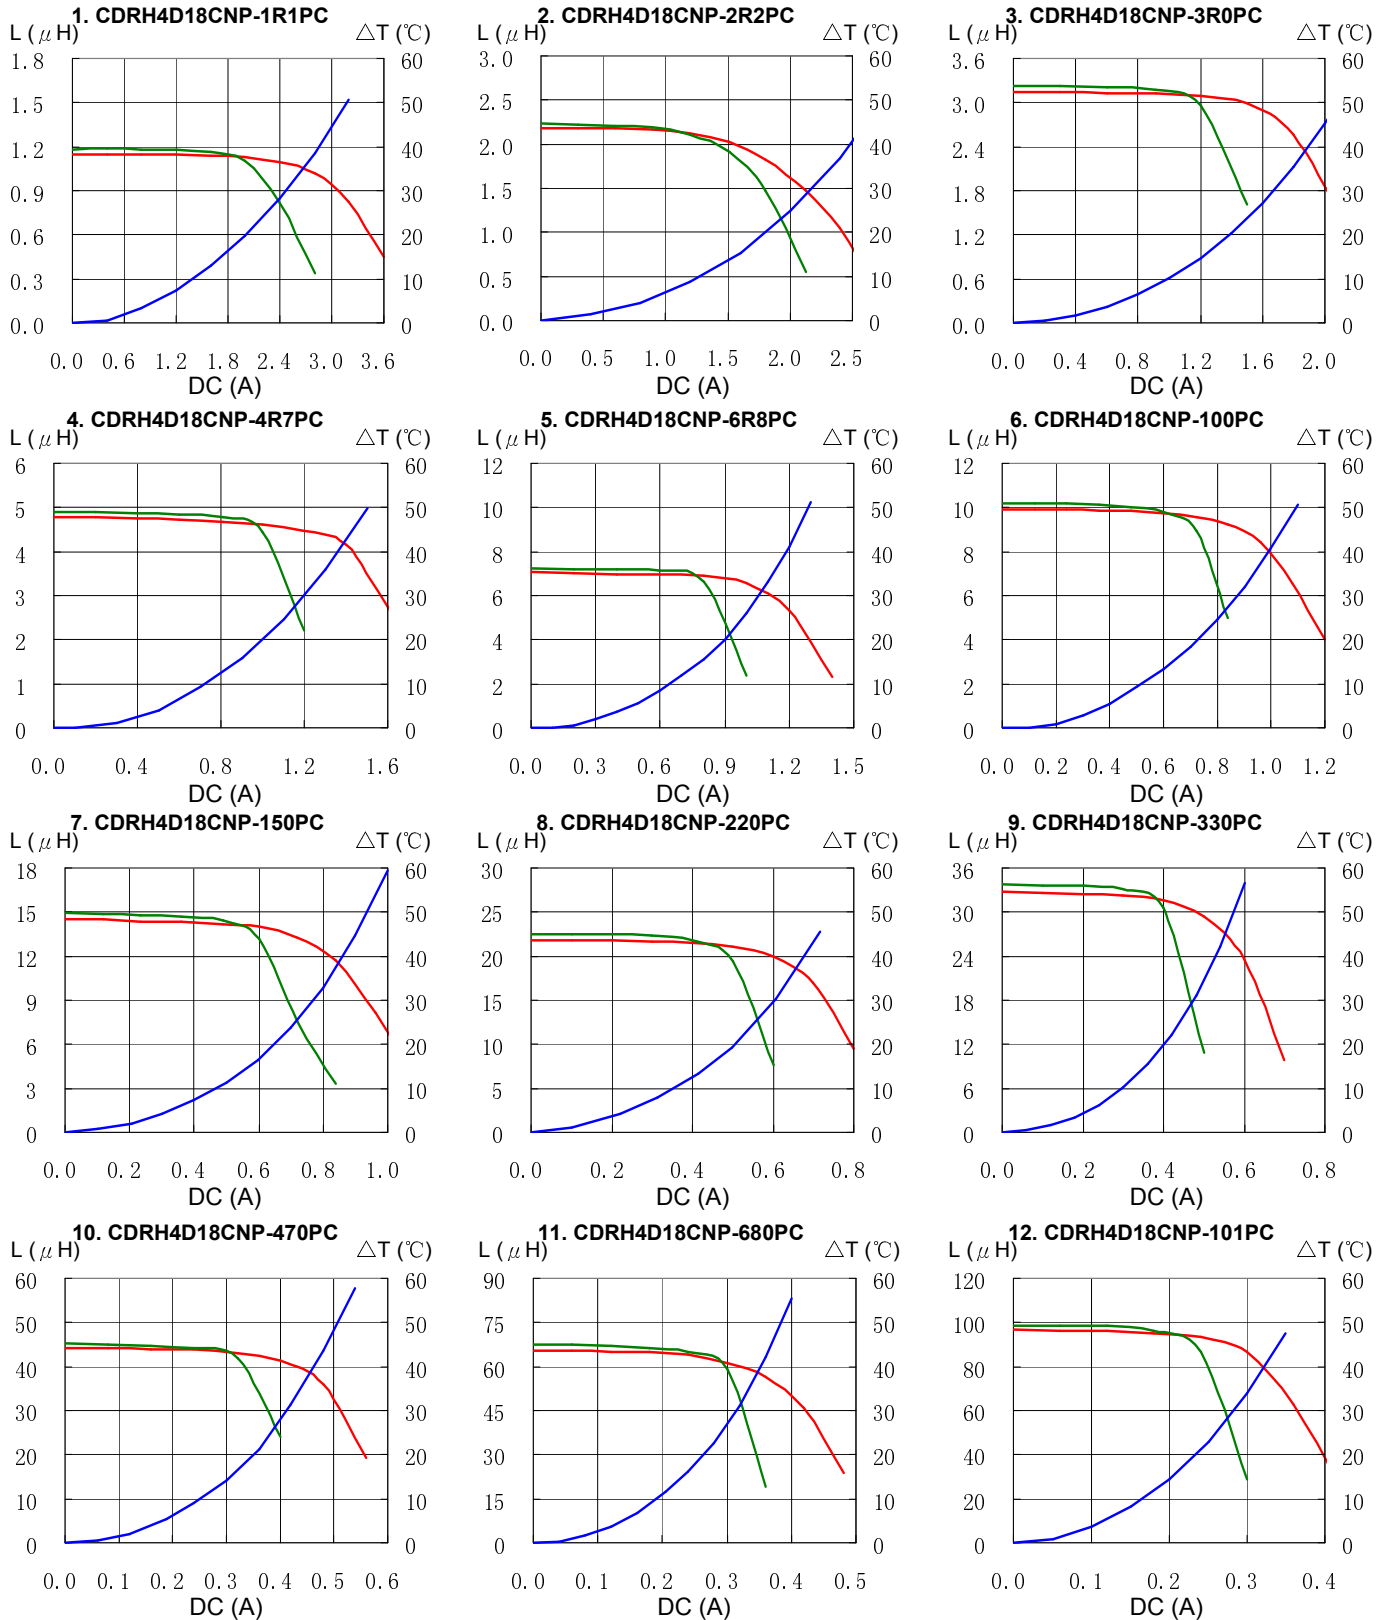 1. CDRH4D18CNP-1R1PC
L (μH) △T (℃)
1.8 60
1.5 50
1.2 40
0.9 30
0.6 20
0.3 10
0.0 0
0.0 0.6 1.2 1.8 2.4 3.0 3.6
DC (A)
2. CDRH4D18CNP-2R2PC
L (μH) △T (℃)
3.0 60
2.5 50
2.0 40
1.5 30
1.0 20
0.5 10
0.0 0
0.0 0.5 1.0 1.5 2.0 2.5
DC (A)
3. CDRH4D18CNP-3R0PC
L (μH) △T (℃)
3.6 60
3.0 50
2.4 40
1.8 30
1.2 20
0.6 10
0.0 0
0.0 0.4 0.8 1.2 1.6 2.0
DC (A)
4. CDRH4D18CNP-4R7PC
L (μH) △T (℃)
6 60
5 50
4 40
3 30
2 20
1 10
0 0
0.0 0.4 0.8 1.2 1.6
DC (A)
5. CDRH4D18CNP-6R8PC
L (μH) △T (℃)
12 60
10 50
8 40
6 30
4 20
2 10
0 0
0.0 0.3 0.6 0.9 1.2 1.5
DC (A)
6. CDRH4D18CNP-100PC
L (μH) △T (℃)
12 60
10 50
8 40
6 30
4 20
2 10
0 0
0.0 0.2 0.4 0.6 0.8 1.0 1.2
DC (A)
7. CDRH4D18CNP-150PC
L (μH) △T (℃)
18 60
15 50
12 40
9 30
6 20
3 10
0 0
0.0 0.2 0.4 0.6 0.8 1.0
DC (A)
8. CDRH4D18CNP-220PC
L (μH) △T (℃)
30 60
25 50
20 40
15 30
10 20
5 10
0 0
0.0 0.2 0.4 0.6 0.8
DC (A)
9. CDRH4D18CNP-330PC
L (μH) △T (℃)
36 60
30 50
24 40
18 30
12 20
6 10
0 0
0.0 0.2 0.4 0.6 0.8
DC (A)
10. CDRH4D18CNP-470PC
L (μH) △T (℃)
60 60
50 50
40 40
30 30
20 20
10 10
0 0
0.0 0.1 0.2 0.3 0.4 0.5 0.6
DC (A)
11. CDRH4D18CNP-680PC
L (μH) △T (℃)
90 60
75 50
60 40
45 30
30 20
15 10
0 0
0.0 0.1 0.2 0.3 0.4 0.5
DC (A)
12. CDRH4D18CNP-101PC
L (μH) △T (℃)
120 60
100 50
80 40
60 30
40 20
20 10
0 0
0.0 0.1 0.2 0.3 0.4
DC (A)